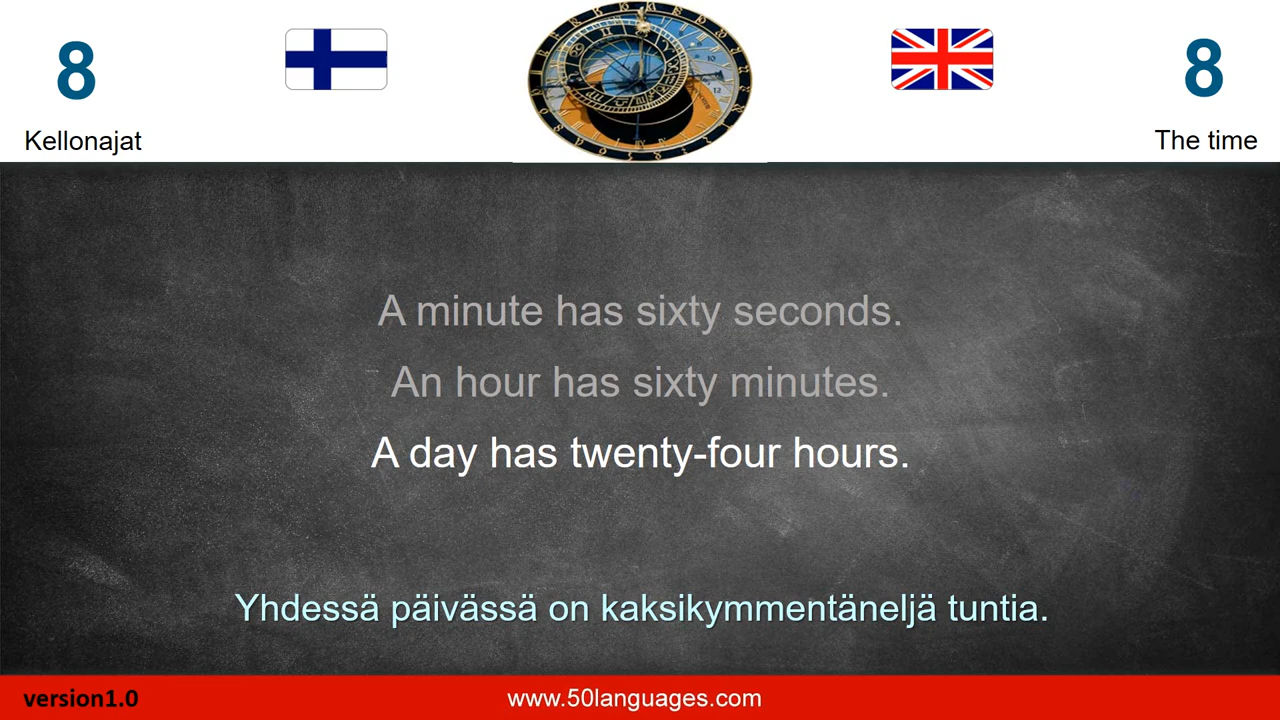 8
8
Kellonajat
The time
A minute has sixty seconds.
An hour has sixty minutes.
A day has twenty-four hours.
Yhdessä päivässä on kaksikymmentäneljä tuntia.
version1.0
www.50languages.com